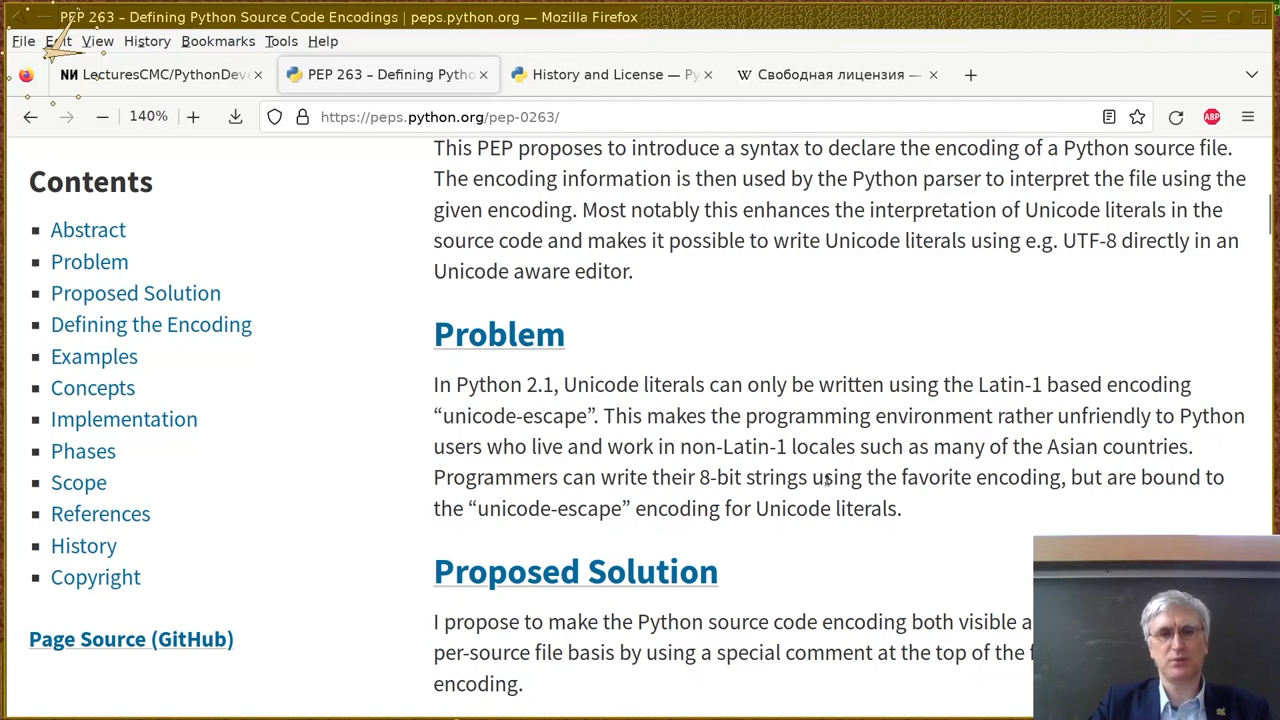 PEP 263 – Defining Python Source Code Encodings | peps.python.org — Mozilla Firefox
File Edit View History Bookmarks Tools Help
LecturesCMC/PythonDeve
PEP 263 – Defining Pytho
History and License — Py
Свободная лицензия —
140%
https://peps.python.org/pep-0263/
ABP
Contents
Abstract
Problem
Proposed Solution
Defining the Encoding
Examples
Concepts
Implementation
Phases
Scope
References
History
Copyright
Page Source (GitHub)
This PEP proposes to introduce a syntax to declare the encoding of a Python source file.
The encoding information is then used by the Python parser to interpret the file using the
given encoding. Most notably this enhances the interpretation of Unicode literals in the
source code and makes it possible to write Unicode literals using e.g. UTF-8 directly in an
Unicode aware editor.
Problem
In Python 2.1, Unicode literals can only be written using the Latin-1 based encoding
“unicode-escape”. This makes the programming environment rather unfriendly to Python
users who live and work in non-Latin-1 locales such as many of the Asian countries.
Programmers can write their 8-bit strings using the favorite encoding, but are bound to
the “unicode-escape” encoding for Unicode literals.
Proposed Solution
I propose to make the Python source code encoding both visible a
per-source file basis by using a special comment at the top of the f
encoding.